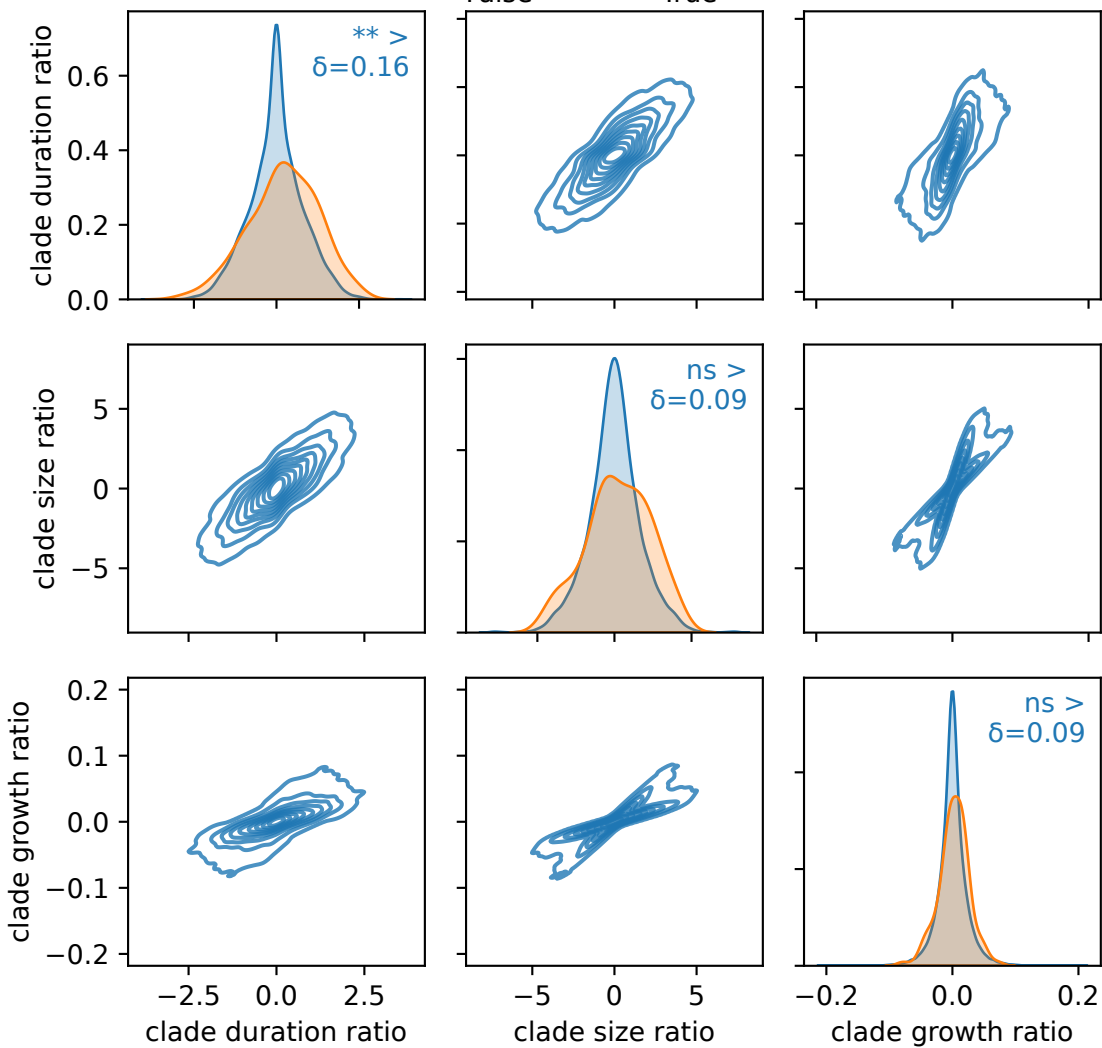 clade duration ratio
0.6
0.4
0.2
0.0
** >
δ=0.16
clade size ratio
5
0
−5
ns >
δ=0.09
clade growth ratio
0.2
0.1
0.0
−0.1
−0.2
ns >
δ=0.09
−2.5 0.0 2.5
−5 0 5
−0.2 0.0 0.2
clade duration ratio
clade size ratio
clade growth ratio